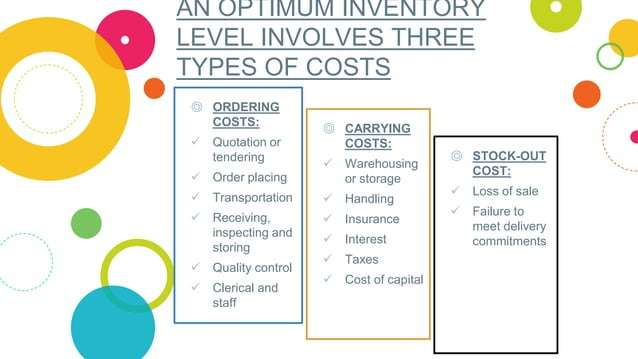 AN OPTIMUM INVENTORY
LEVEL INVOLVES THREE
TYPES OF COSTS
ORDERING
COSTS:
Quotation or
tendering
Order placing
Transportation
Receiving,
inspecting and
storing
Quality control
Clerical and
staff
CARRYING
COSTS:
Warehousing
or storage
Handling
Insurance
Interest
Taxes
Cost of capital
STOCK-OUT
COST:
Loss of sale
Failure to
meet delivery
commitments